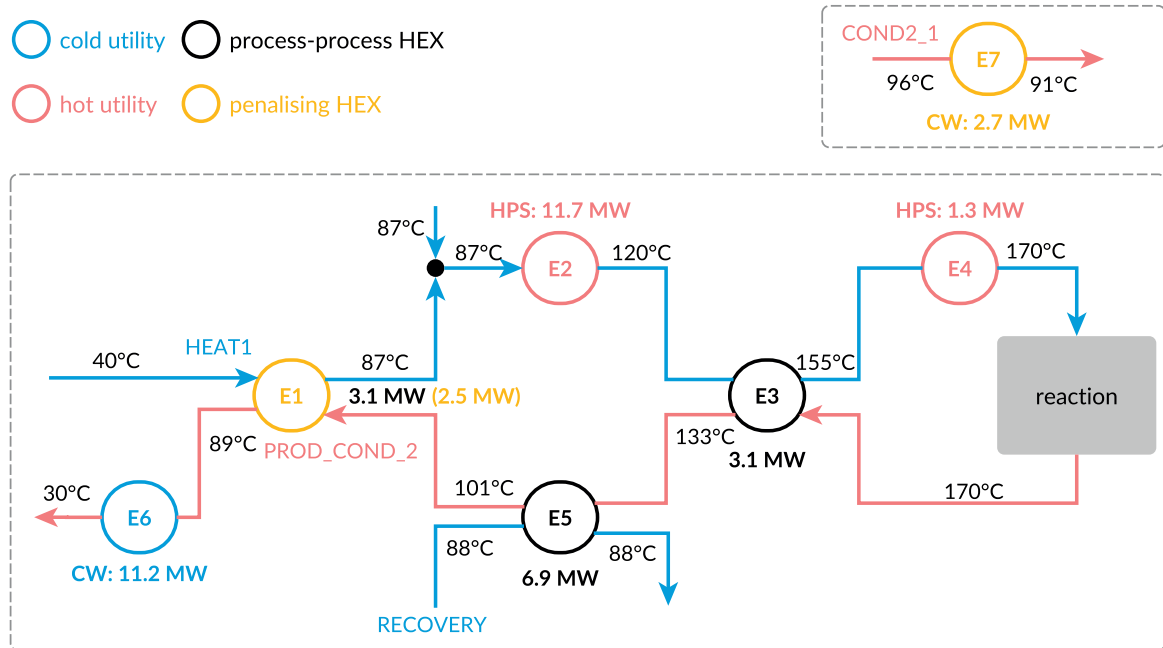 cold utility
process-process HEX
hot utility
penalising HEX
COND2_1
E7
96°C
91°C
CW: 2.7 MW
HPS: 11.7 MW
HPS: 1.3 MW
87°C
87°C
E2
120°C
E4
170°C
HEAT1
40°C
87°C
155°C
E1
3.1 MW (2.5 MW)
E3
reaction
89°C
PROD_COND_2
133°C
3.1 MW
30°C
101°C
170°C
E6
E5
88°C
88°C
CW: 11.2 MW
6.9 MW
RECOVERY